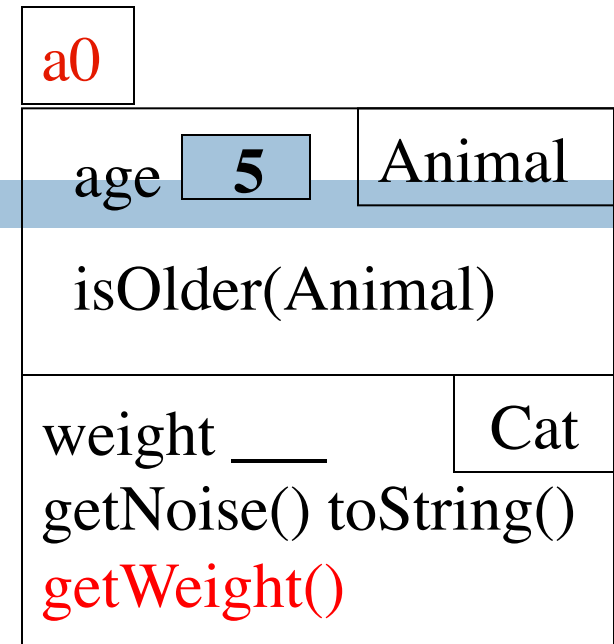 a0
age 5 Animal
isOlder(Animal)
weight ___ Cat
getNoise() toString()
getWeight()